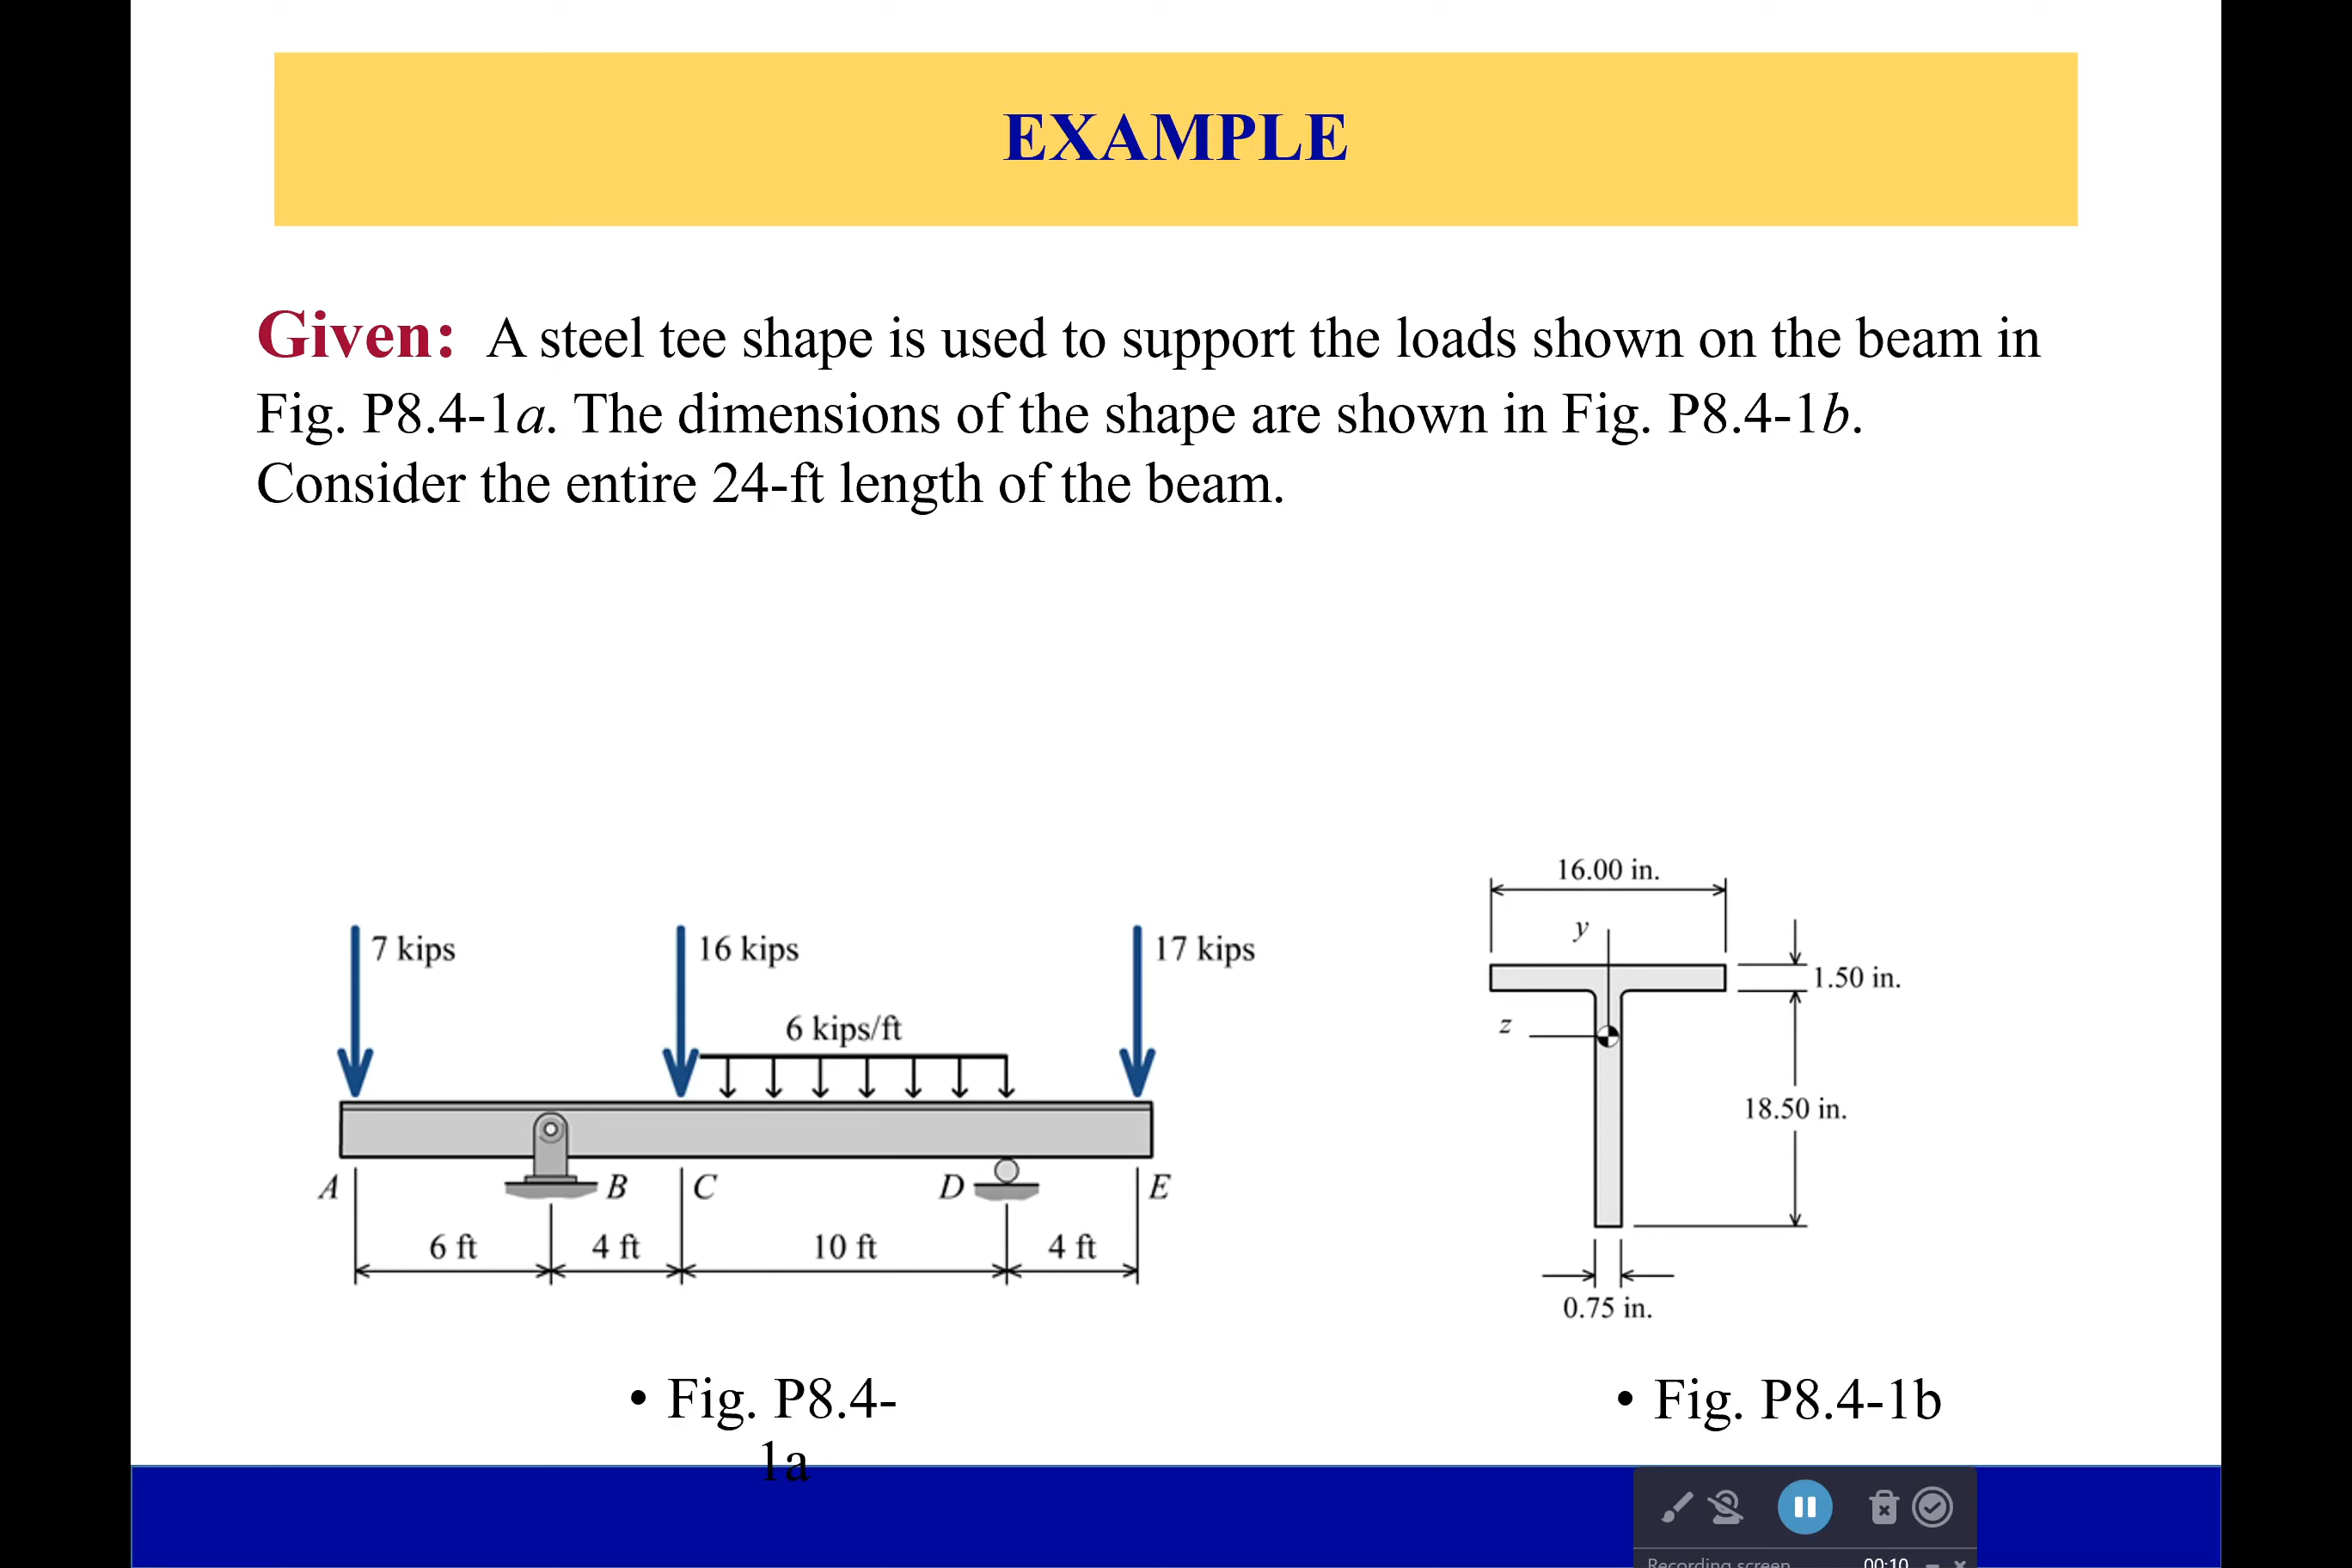 EXAMPLE
Given: A steel tee shape is used to support the loads shown on the beam in
Fig. P8.4-1a. The dimensions of the shape are shown in Fig. P8.4-1b.
Consider the entire 24-ft length of the beam.
7 kips
16 kips
17 kips
6 kips/ft
A
B
C
D
E
6 ft
4 ft
10 ft
4 ft
16.00 in.
y
1.50 in.
z
18.50 in.
0.75 in.
• Fig. P8.4-
1a
• Fig. P8.4-1b
Recording screen
00:10